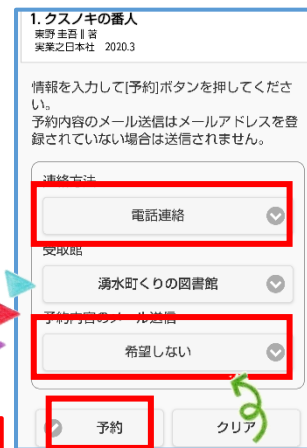 1. クスノキの番人
東野 圭吾∥著
実業之日本社 2020.3
情報を入力して[予約]ボタンを押してくださ
い。
予約内容のメール送信はメールアドレスを登
録されていない場合は送信されません。
連絡方法
電話連絡
受取館
湧水町くりの図書館
予約内容のメール送信
希望しない
予約
クリア